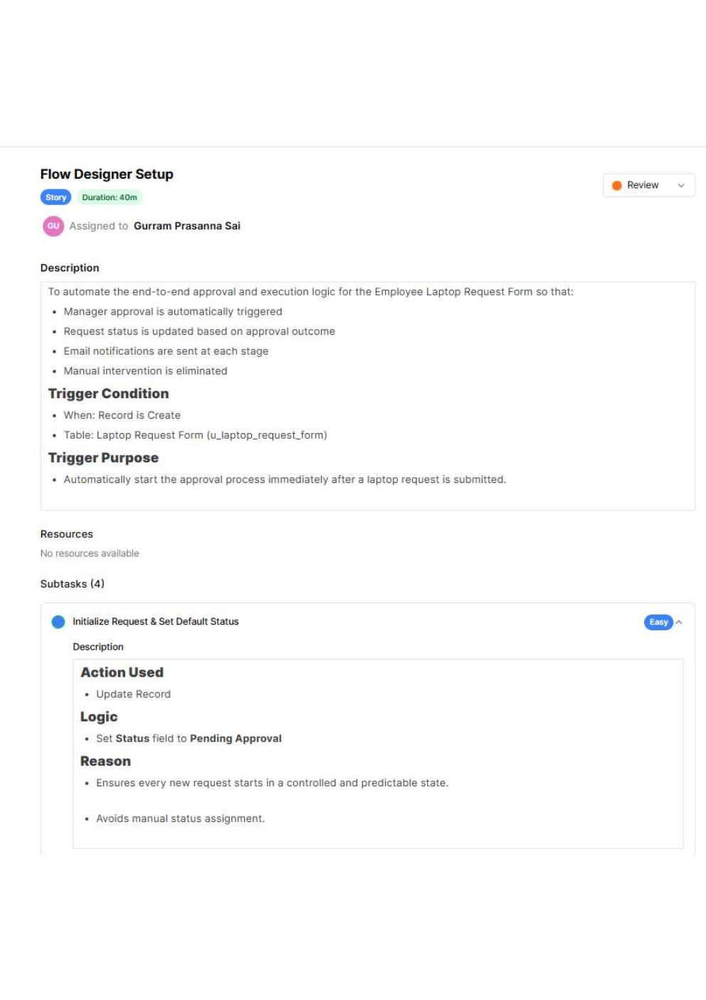 Flow Designer Setup
Review
Story Duration: 40m
GU Assigned to Gurram Prasanna Sai
Description
To automate the end-to-end approval and execution logic for the Employee Laptop Request Form so that:
• Manager approval is automatically triggered
• Request status is updated based on approval outcome
• Email notifications are sent at each stage
• Manual intervention is eliminated
Trigger Condition
• When: Record is Create
• Table: Laptop Request Form (u_laptop_request_form)
Trigger Purpose
• Automatically start the approval process immediately after a laptop request is submitted.
Resources
No resources available
Subtasks (4)
Initialize Request & Set Default Status Easy
Description
Action Used
• Update Record
Logic
• Set Status field to Pending Approval
Reason
• Ensures every new request starts in a controlled and predictable state.
• Avoids manual status assignment.